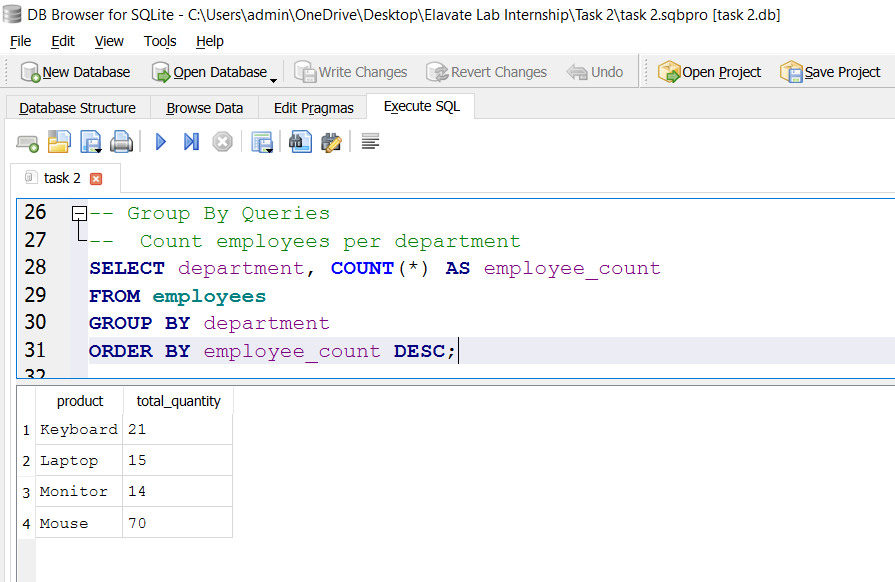 DB Browser for SQLite - C:\Users\admin\OneDrive\Desktop\Elavate Lab Internship\Task 2\task 2.sqbpro [task 2.db]
File Edit View Tools Help
New Database Open Database Write Changes Revert Changes Undo Open Project Save Project
Database Structure Browse Data Edit Pragmas Execute SQL
task 2
26 -- Group By Queries
27 --  Count employees per department
28 SELECT department, COUNT(*) AS employee_count
29 FROM employees
30 GROUP BY department
31 ORDER BY employee_count DESC;
32
product total_quantity
1 Keyboard 21
2 Laptop 15
3 Monitor 14
4 Mouse 70